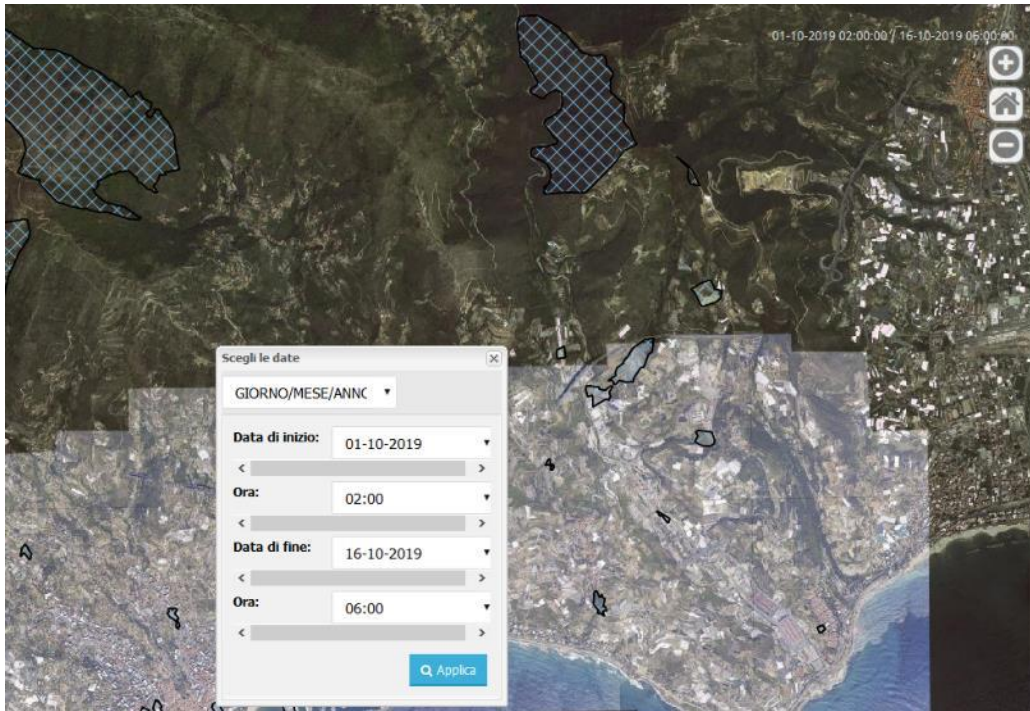 01-10-2019 02:00:00 / 16-10-2019 06:00:00
Scegli le date
GIORNO/MESE/ANNC
Data di inizio: 01-10-2019
Ora: 02:00
Data di fine: 16-10-2019
Ora: 06:00
Applica